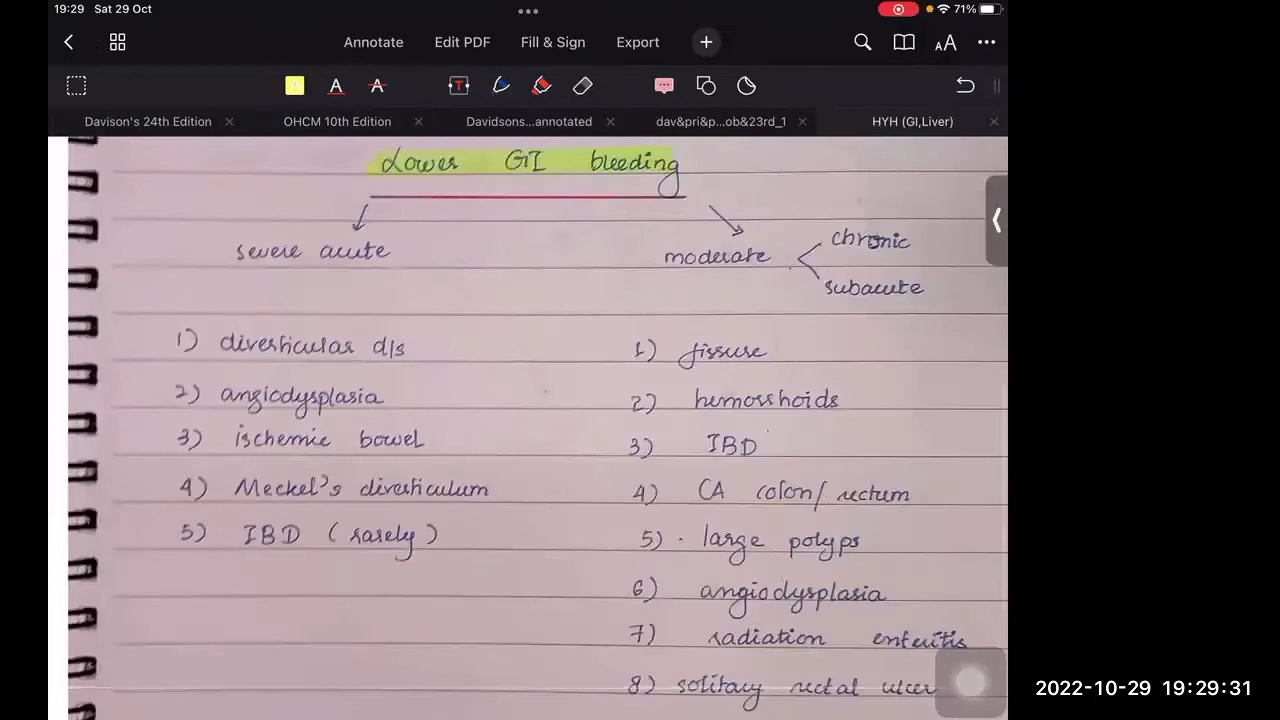 19:29 Sat 29 Oct
71%
Annotate Edit PDF Fill & Sign Export
Davison's 24th Edition
OHCM 10th Edition
Davidsons...annotated
dav&pri&p...ob&23rd_1
HYH (GI,Liver)
Lower GI bleeding
severe acute
moderate
chronic
subacute
1) diverticular d/s
2) angiodysplasia
3) ischemic bowel
4) Meckel's diverticulum
5) IBD (rarely)
1) fissure
2) hemorrhoids
3) IBD
4) CA colon/rectum
5) large polyps
6) angiodysplasia
7) radiation enteritis
8) solitary rectal ulcer
2022-10-29 19:29:31